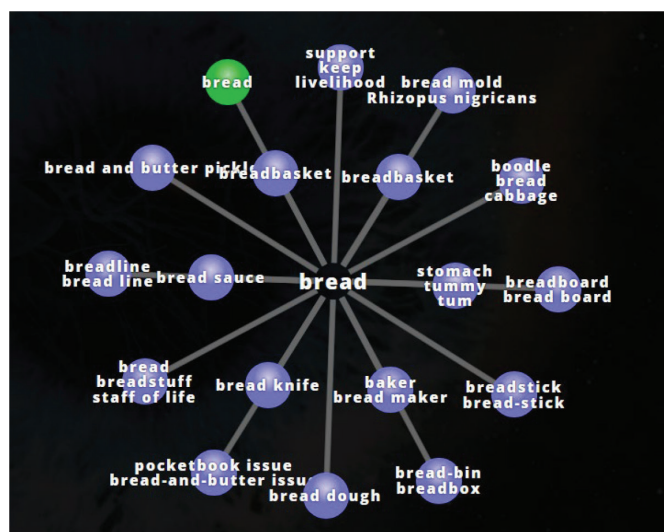 support
keep
livelihood
bread
bread mold
Rhizopus nigricans
bread and butter pickl
breadbasket
breadbasket
boodle
bread
cabbage
breadline
bread line
bread sauce
bread
stomach
tummy
tum
breadboard
bread board
bread
breadstuff
staff of life
bread knife
baker
bread maker
breadstick
bread-stick
pocketbook issue
bread-and-butter issu
bread dough
bread-bin
breadbox